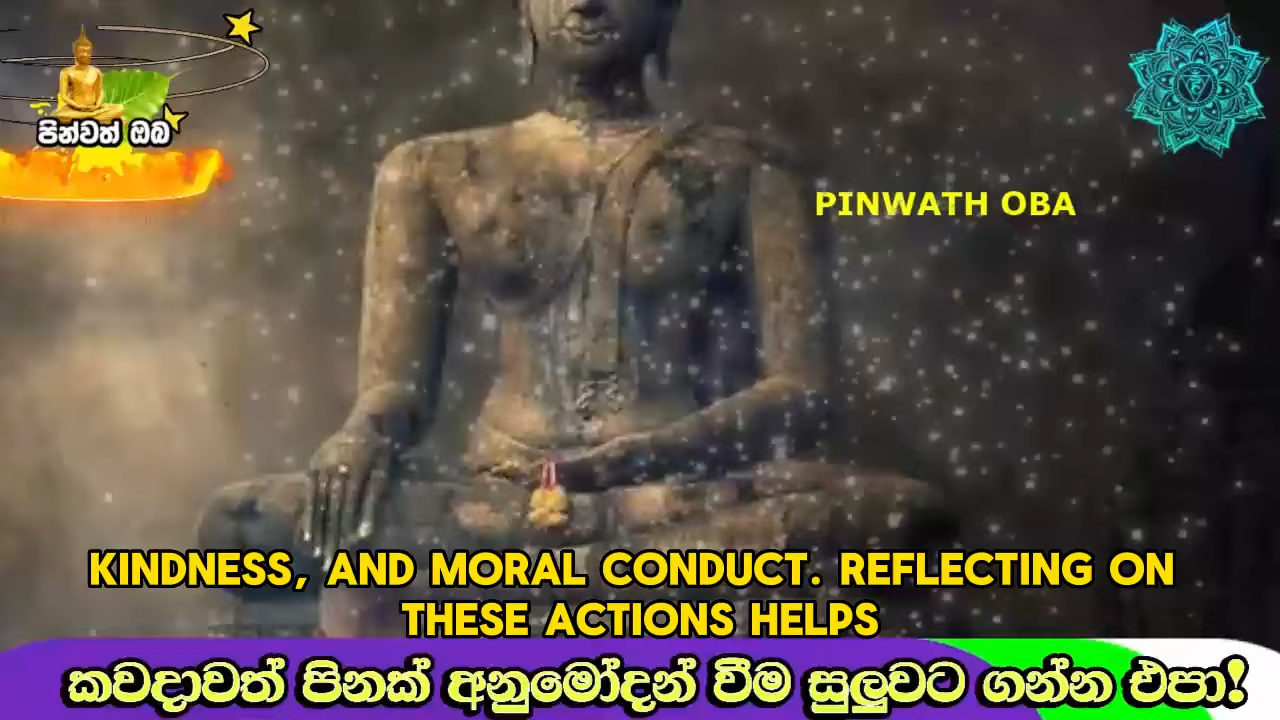 පින්වත් ඔබ
PINWATH OBA
KINDNESS, AND MORAL CONDUCT. REFLECTING ON
THESE ACTIONS HELPS
කවදාවත් පිනක් අනුමෝදන් වීම සුලුවට ගන්න එපා!